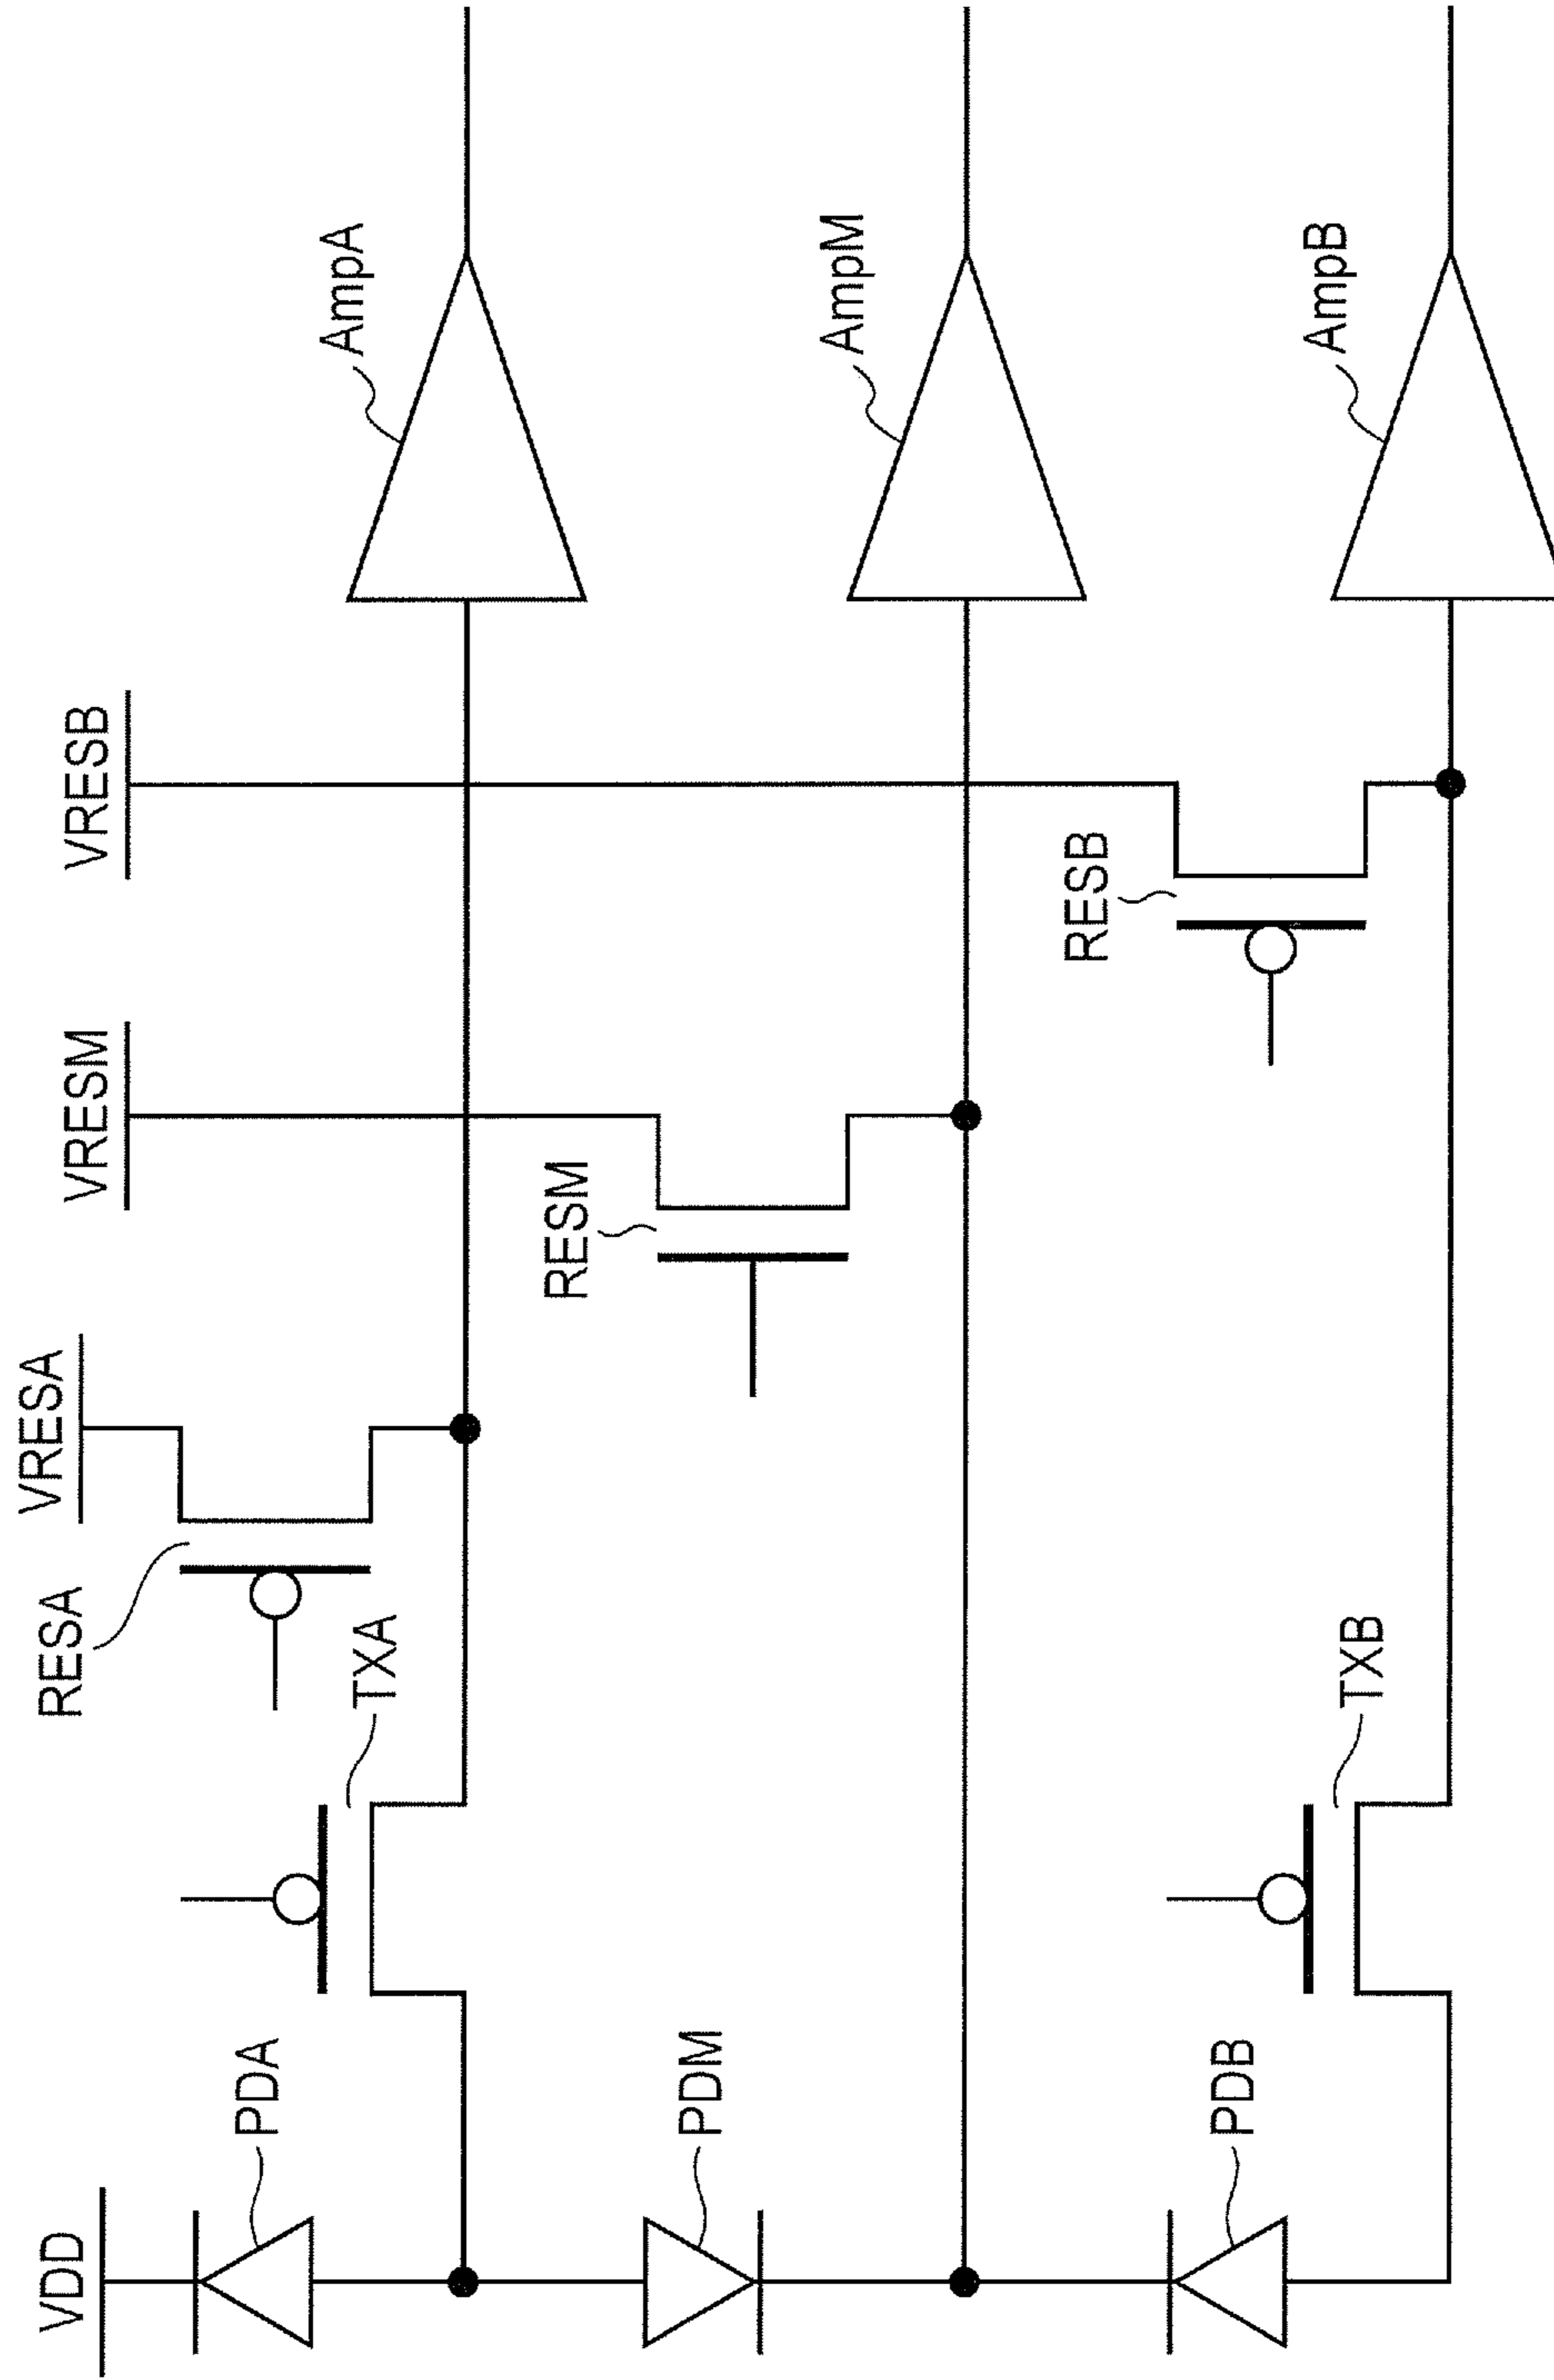 VDD
PDA
PDM
PDB
TXA
TXB
RESA
VRESA
RESM
VRESM
RESB
VRESB
AmpA
AmpM
AmpB